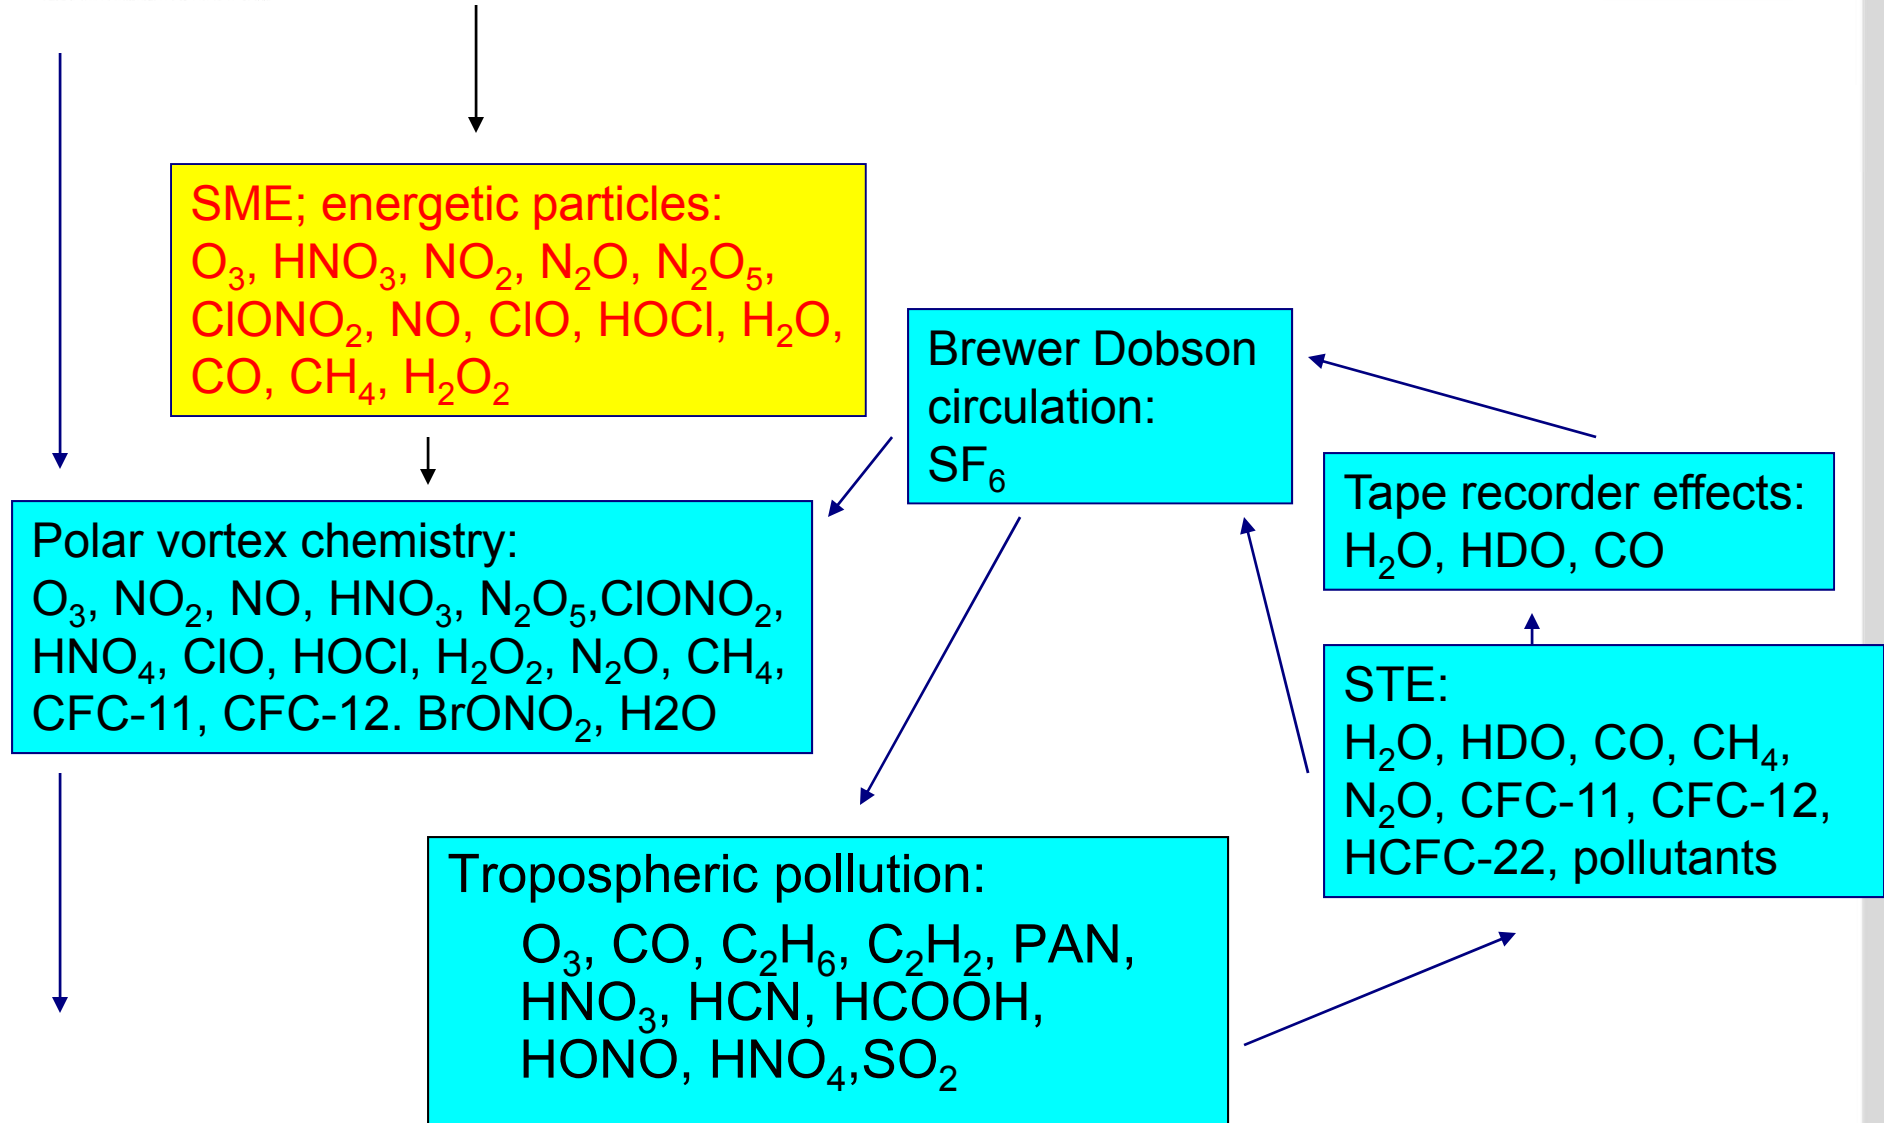 SME; energetic particles:
O₃, HNO₃, NO₂, N₂O, N₂O₅,
ClONO₂, NO, ClO, HOCl, H₂O,
CO, CH₄, H₂O₂
Brewer Dobson
circulation:
SF₆
Tape recorder effects:
H₂O, HDO, CO
Polar vortex chemistry:
O₃, NO₂, NO, HNO₃, N₂O₅,ClONO₂,
HNO₄, ClO, HOCl, H₂O₂, N₂O, CH₄,
CFC-11, CFC-12. BrONO₂, H2O
STE:
H₂O, HDO, CO, CH₄,
N₂O, CFC-11, CFC-12,
HCFC-22, pollutants
Tropospheric pollution:
O₃, CO, C₂H₆, C₂H₂, PAN,
HNO₃, HCN, HCOOH,
HONO, HNO₄,SO₂